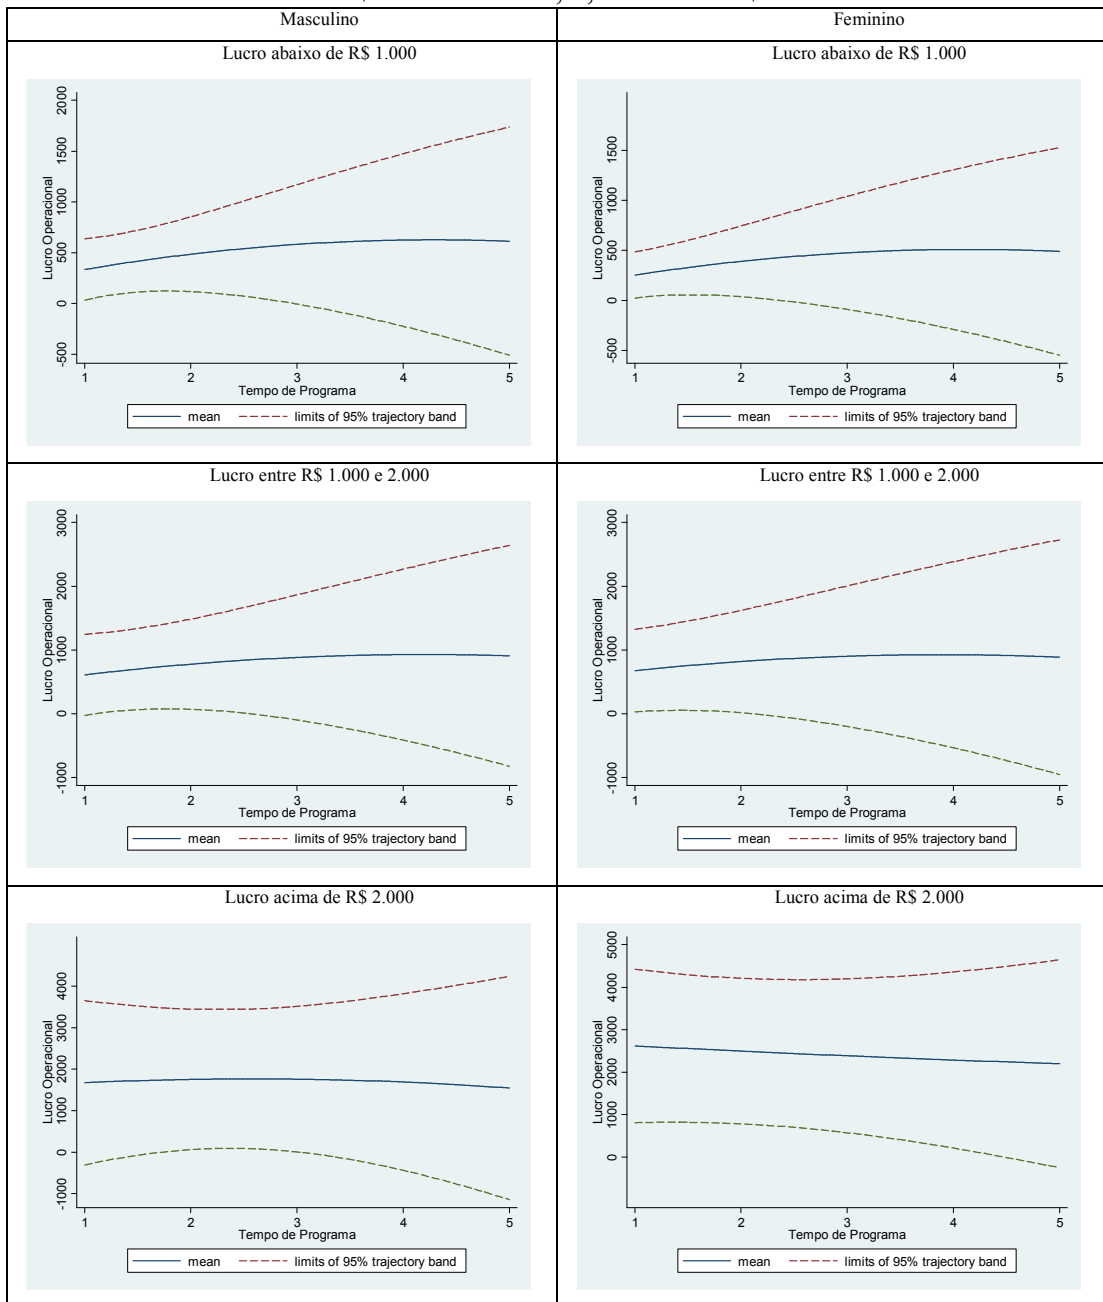 Masculino
Feminino
Lucro abaixo de R$ 1.000
Lucro abaixo de R$ 1.000
Lucro Operacional
2000
1500
1000
500
0
-500
1
2
3
4
5
Tempo de Programa
mean
limits of 95% trajectory band
Lucro Operacional
1500
1000
500
0
-500
1
2
3
4
5
Tempo de Programa
mean
limits of 95% trajectory band
Lucro entre R$ 1.000 e 2.000
Lucro entre R$ 1.000 e 2.000
Lucro Operacional
3000
2000
1000
0
-1000
1
2
3
4
5
Tempo de Programa
mean
limits of 95% trajectory band
Lucro Operacional
3000
2000
1000
0
-1000
1
2
3
4
5
Tempo de Programa
mean
limits of 95% trajectory band
Lucro acima de R$ 2.000
Lucro acima de R$ 2.000
Lucro Operacional
4000
3000
2000
1000
0
-1000
1
2
3
4
5
Tempo de Programa
mean
limits of 95% trajectory band
Lucro Operacional
5000
4000
3000
2000
1000
0
1
2
3
4
5
Tempo de Programa
mean
limits of 95% trajectory band